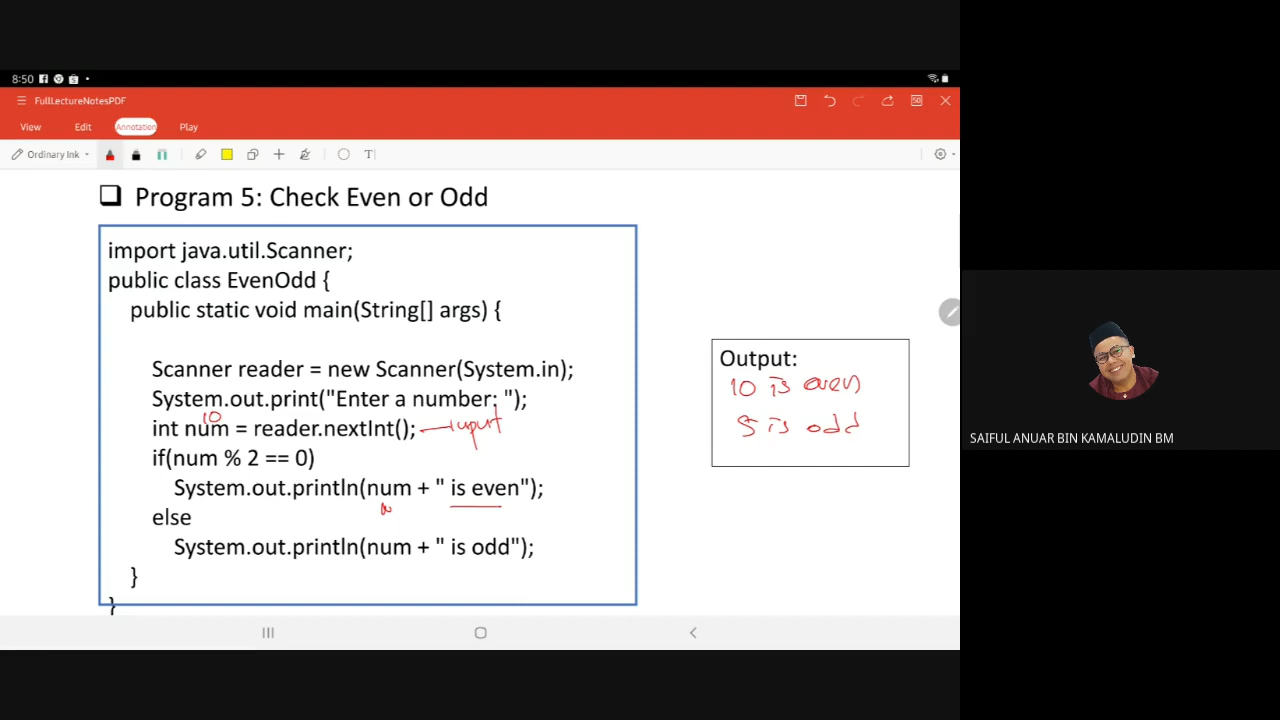 8:50
FullLectureNotesPDF
View Edit Annotation Play
Ordinary Ink T
Program 5: Check Even or Odd
import java.util.Scanner;
public class EvenOdd {
public static void main(String[] args) {
Scanner reader = new Scanner(System.in);
System.out.print("Enter a number: ");
10
int num = reader.nextInt(); input
if(num % 2 == 0)
System.out.println(num + " is even");
else
System.out.println(num + " is odd");
}
}
Output:
10 is even
5 is odd
SAIFUL ANUAR BIN KAMALUDIN BM